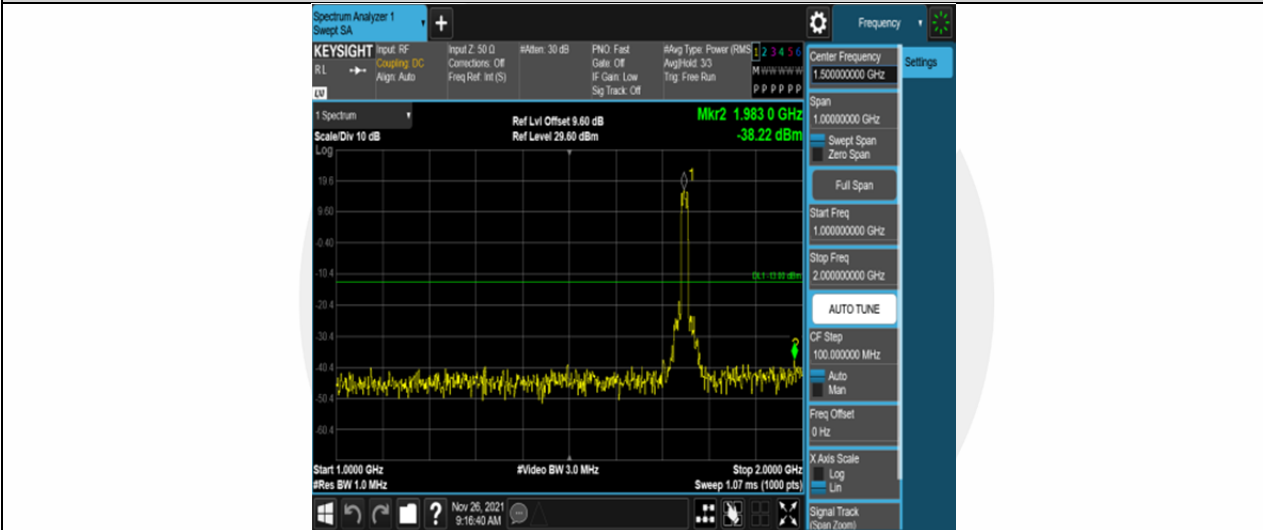 Spectrum Analyzer 1
Swept SA
+
Frequency
KEYSIGHT
RL
LV
Input: RF
Coupling: DC
Align: Auto
Input Z: 50 Ω
Corrections: Off
Freq Ref: Int (S)
#Atten: 30 dB
PNO: Fast
Gate: Off
IF Gain: Low
Sig Track: Off
#Avg Type: Power (RMS
Avg|Hold: 3/3
Trig: Free Run
1 2 3 4 5 6
M W W W W W
P P P P P P
1 Spectrum
Scale/Div 10 dB
Log
Ref Lvl Offset 9.60 dB
Ref Level 29.60 dBm
Mkr2 1.983 0 GHz
-38.22 dBm
19.6
9.60
-0.40
-10.4
-20.4
-30.4
-40.4
-50.4
-60.4
1
DL1 -13.00 dBm
2
Start 1.0000 GHz
#Res BW 1.0 MHz
#Video BW 3.0 MHz
Stop 2.0000 GHz
Sweep 1.07 ms (1000 pts)
?
Nov 26, 2021
9:16:40 AM
Center Frequency
1.500000000 GHz
Span
1.00000000 GHz
Swept Span
Zero Span
Full Span
Start Freq
1.000000000 GHz
Stop Freq
2.000000000 GHz
AUTO TUNE
CF Step
100.000000 MHz
Auto
Man
Freq Offset
0 Hz
X Axis Scale
Log
Lin
Signal Track
(Span Zoom)
Settings